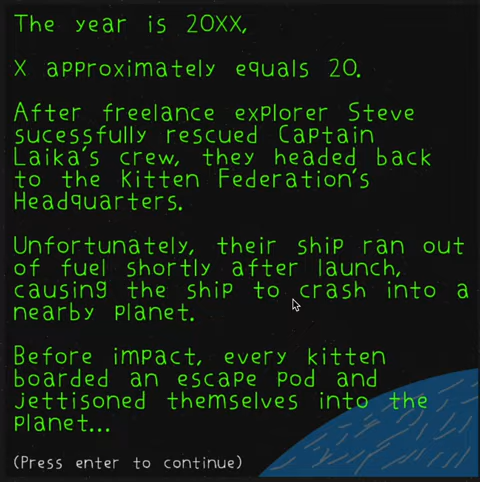 The year is 20XX,
X approximately equals 20.
After freelance explorer Steve
sucessfully rescued Captain
Laika's crew, they headed back
to the Kitten Federation's
Headquarters.
Unfortunately, their ship ran out
of fuel shortly after launch,
causing the ship to crash into a
nearby planet.
Before impact, every kitten
boarded an escape pod and
jettisoned themselves into the
planet...
(Press enter to continue)